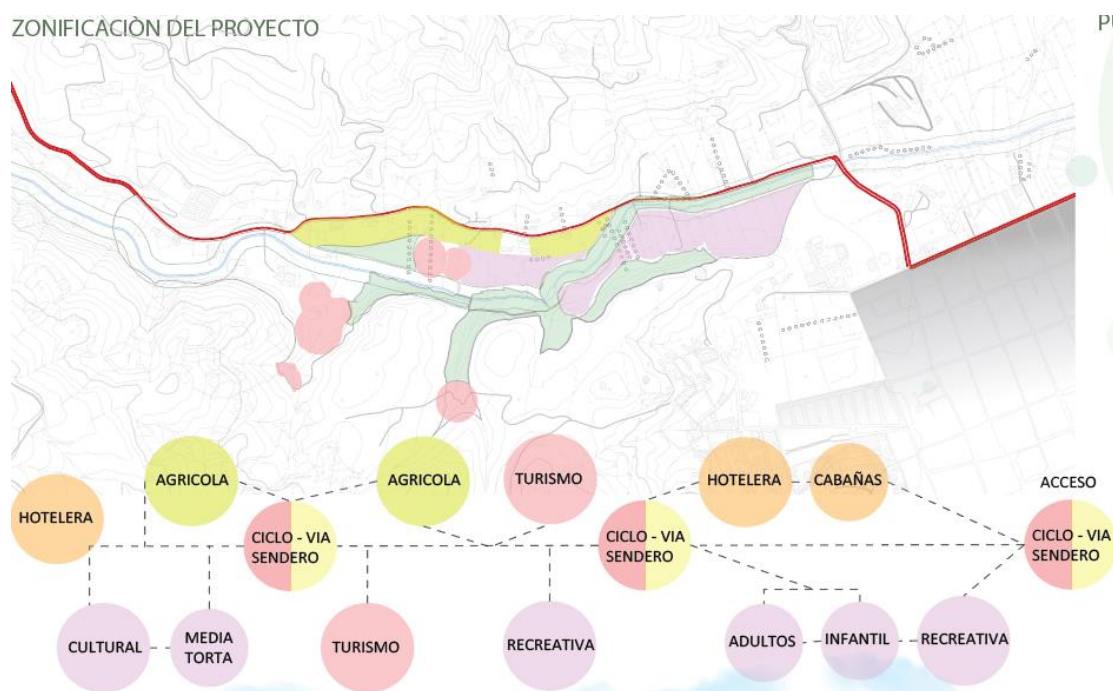 ZONIFICACIÒN DEL PROYECTO
HOTELERA
AGRICOLA
AGRICOLA
TURISMO
HOTELERA
CABAÑAS
ACCESO
CICLO - VIA
SENDERO
CICLO - VIA
SENDERO
CICLO - VIA
SENDERO
CULTURAL
MEDIA
TORTA
TURISMO
RECREATIVA
ADULTOS
INFANTIL
RECREATIVA